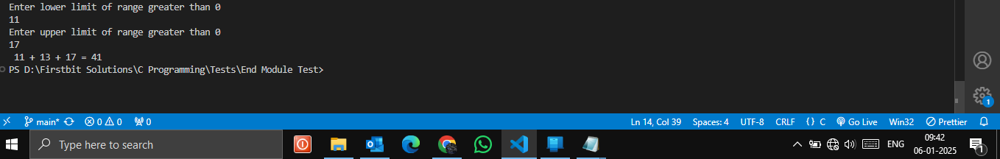 Enter lower limit of range greater than 0
11
Enter upper limit of range greater than 0
17
 11 + 13 + 17 = 41
PS D:\Firstbit Solutions\C Programming\Tests\End Module Test>
1
main* 0 0 0 Ln 14, Col 39 Spaces: 4 UTF-8 CRLF {} C Go Live Win32 Prettier
Type here to search ENG 09:42 06-01-2025 1